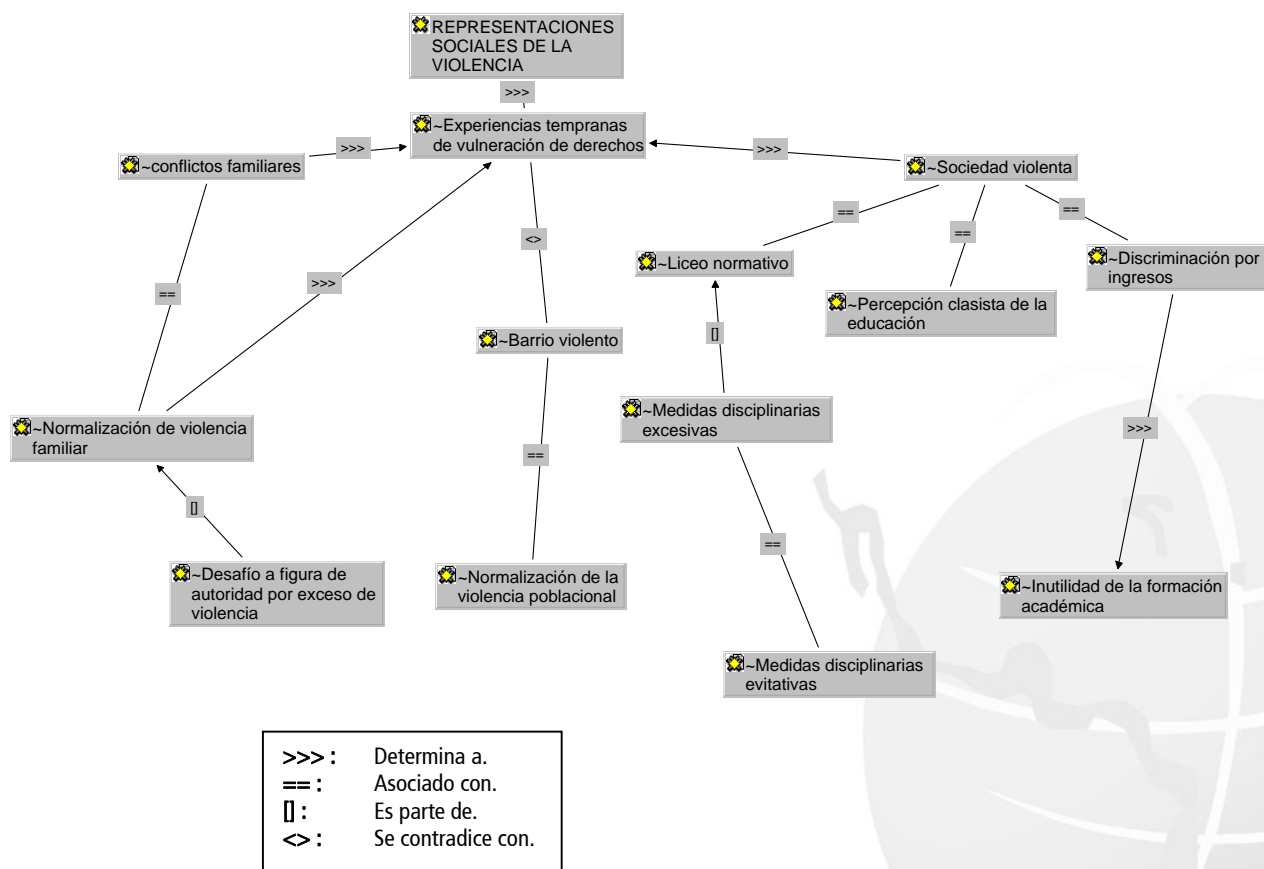 REPRESENTACIONES
SOCIALES DE LA
VIOLENCIA
>>>
~Experiencias tempranas
de vulneración de derechos
>>>
~conflictos familiares
>>>
~Sociedad violenta
==
==
==
<>
~Liceo normativo
~Discriminación por
ingresos
>>>
==
~Percepción clasista de la
educación
[]
~Barrio violento
~Medidas disciplinarias
excesivas
~Normalización de violencia
familiar
>>>
==
[]
==
~Desafío a figura de
autoridad por exceso de
violencia
~Normalización de la
violencia poblacional
~Inutilidad de la formación
académica
~Medidas disciplinarias
evitativas
>>> : Determina a.
== : Asociado con.
[] : Es parte de.
<> : Se contradice con.